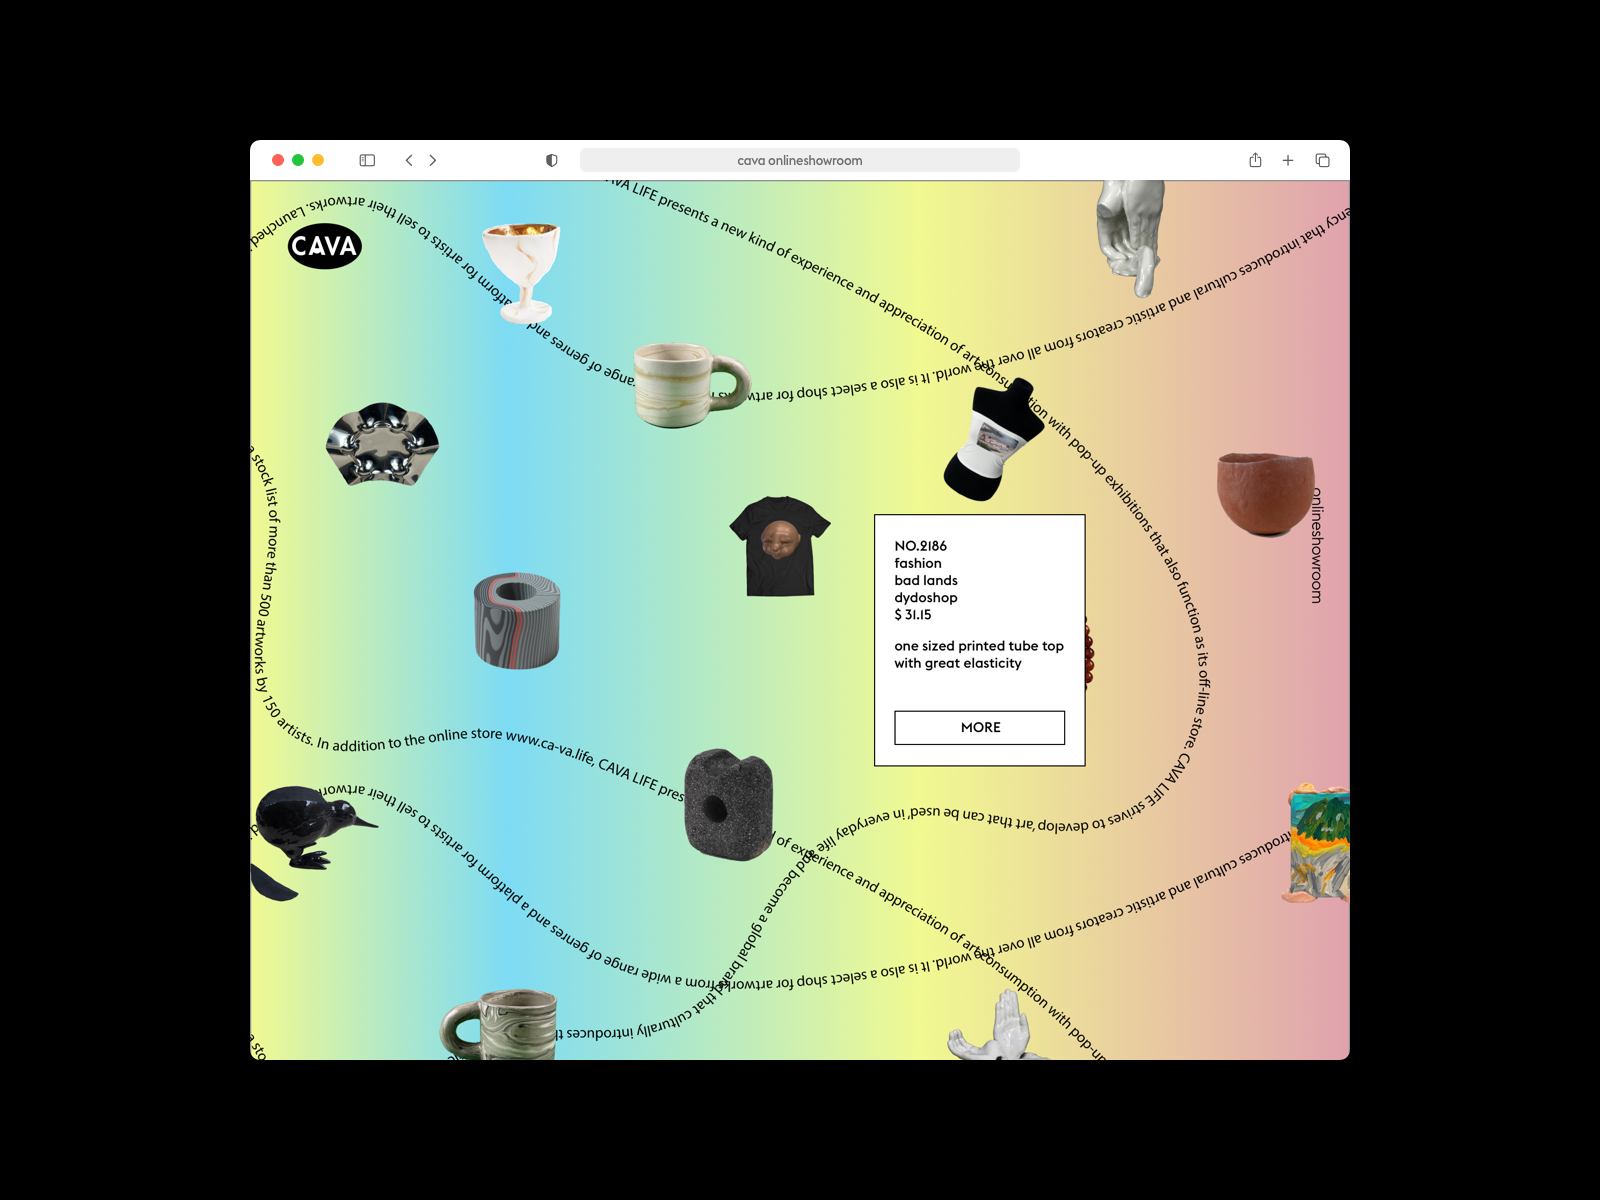 cava onlineshowroom
CAVA
sell to artists for
AVA LIFE presents a new kind of experience and appreciation of art consumption with pop-up exhibitions that also function as its off-line store. CAVA LIFE strives to develop 'art that can be used' in everyday life and become a global brand that culturally introduces
artistic and cultural introduces that
world. It is also a select shop for
range of genres and
their artworks. Launched
artistic creators from all over the
onlineshowroom
NO.2186
fashion
bad lands
dydoshop
$ 31.15
one sized printed tube top
with great elasticity
MORE
stock list of more than 500 artworks by 150 artists. In addition to the online store www.ca-va.life, CAVA LIFE
of experience and appreciation of art consumption with pop-up
artistic and cultural introduces
creators from all over the world. It is also a select shop for artworks from a wide range of genres and a platform for artists to sell their